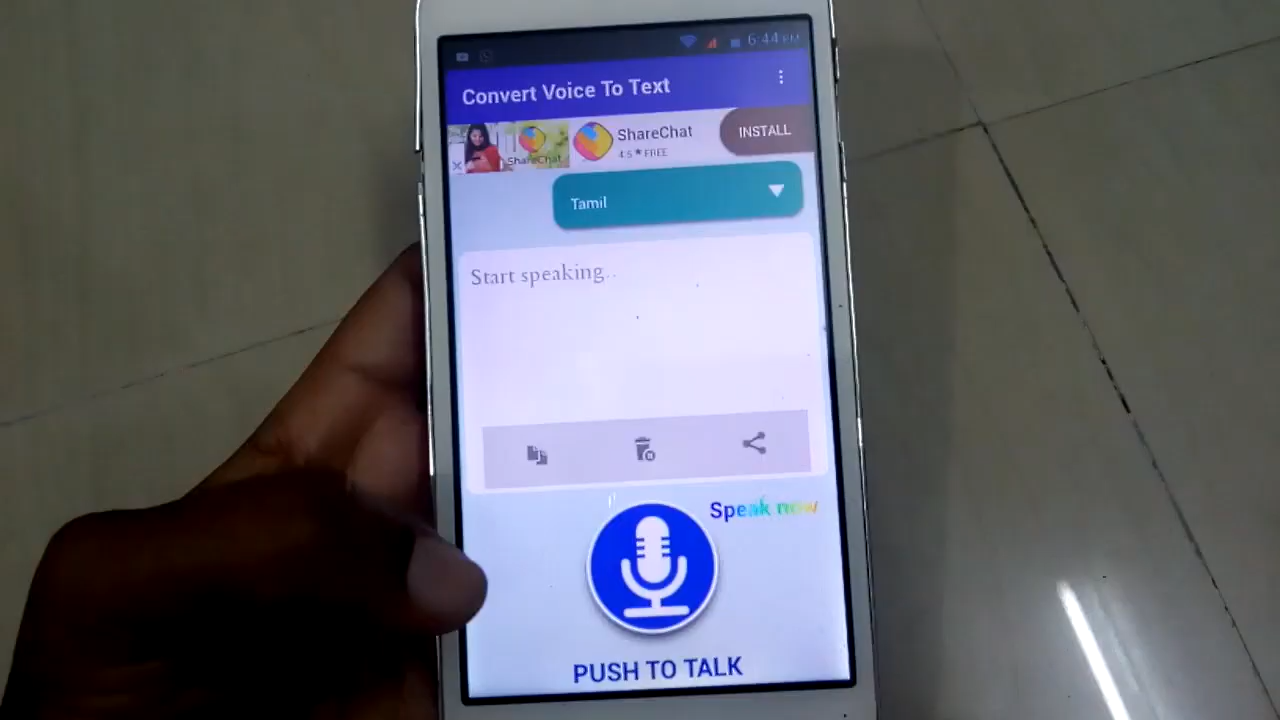 6:44 PM
Convert Voice To Text
ShareChat
ShareChat
4.5 ★ FREE
INSTALL
Tamil
Start speaking..
Speak now
PUSH TO TALK